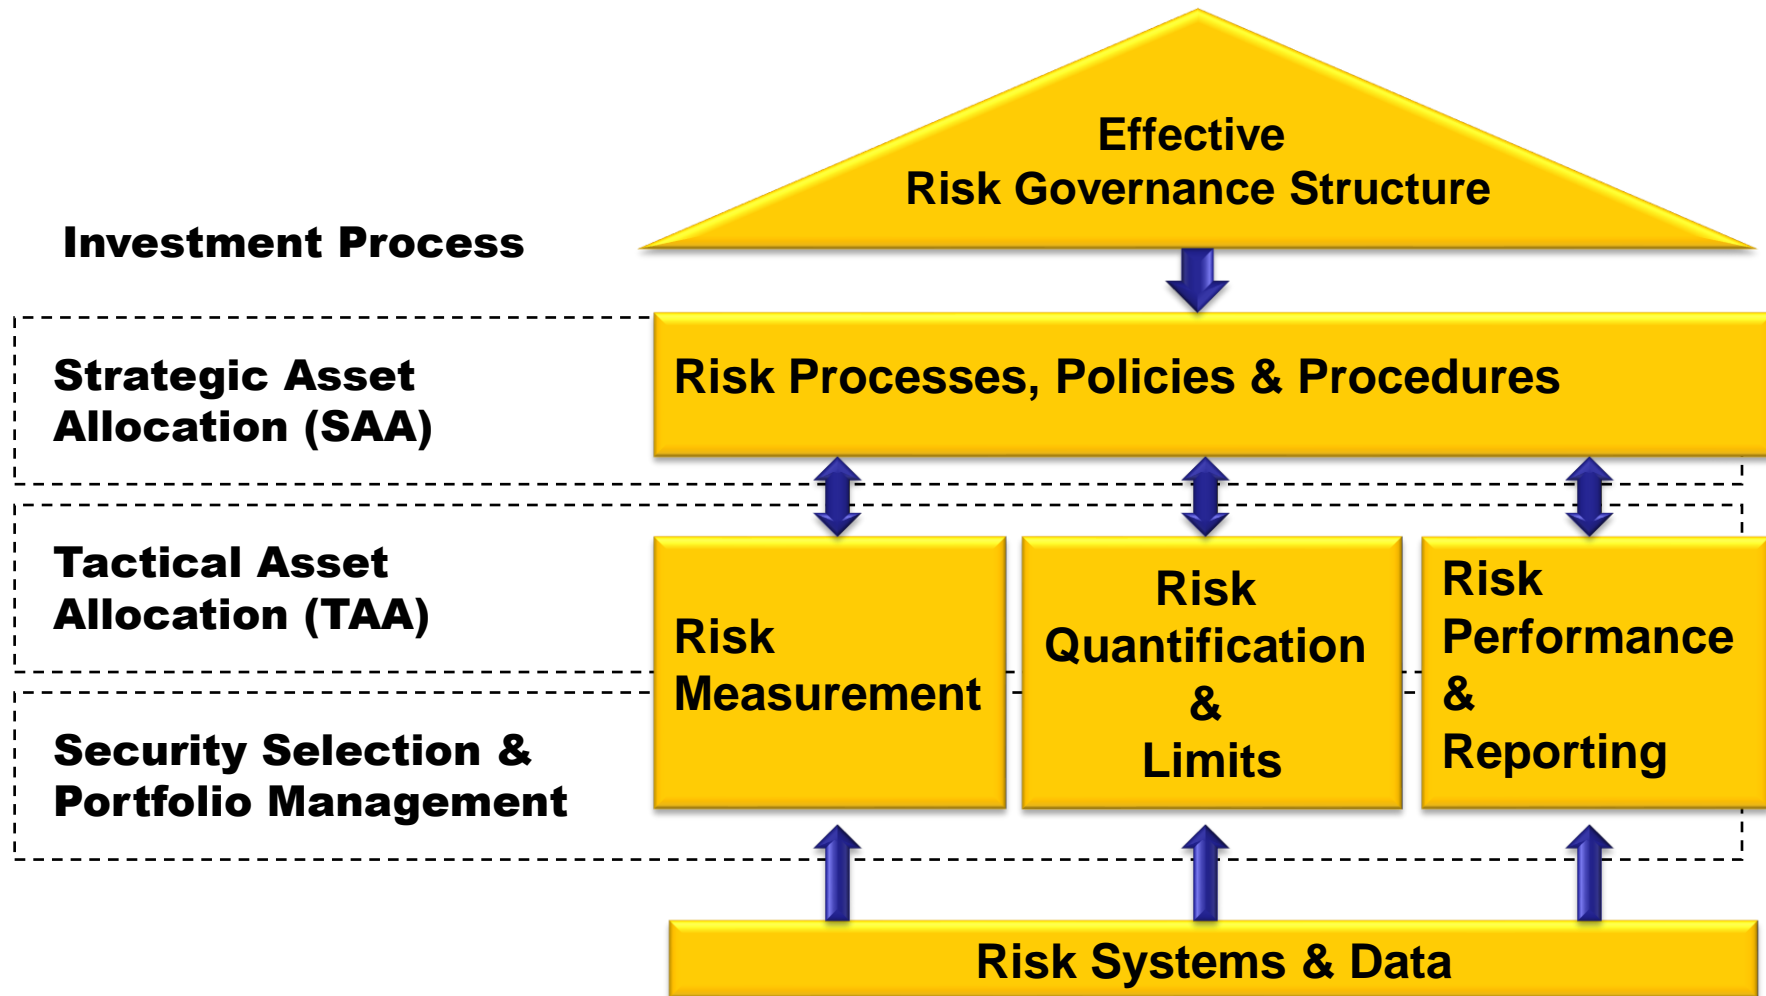 Effective
Risk Governance Structure
Investment Process
Strategic Asset
Allocation (SAA)
Risk Processes, Policies & Procedures
Tactical Asset
Allocation (TAA)
Risk
Measurement
Risk
Quantification
&
Limits
Risk
Performance
&
Reporting
Security Selection &
Portfolio Management
Risk Systems & Data